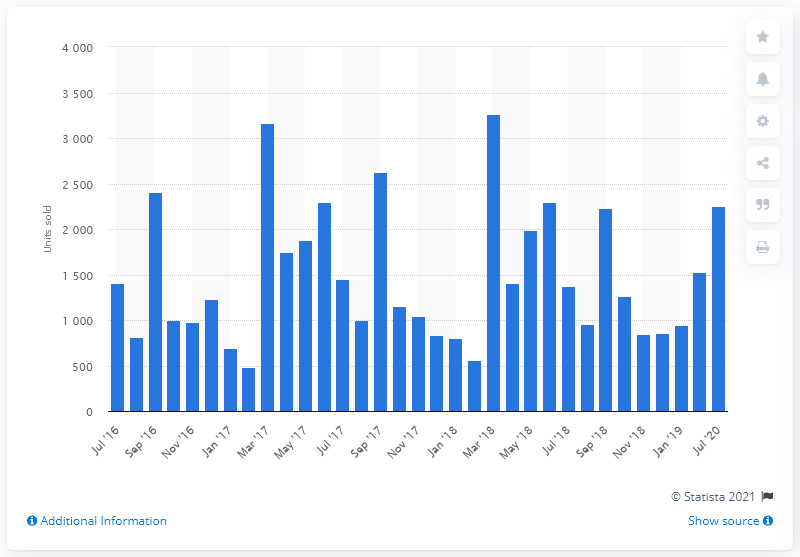 4 000
3 500
3 000
2 500
2 000
1 500
1 000
500
0
Units sold
Jul '16
Sep '16
Nov '16
Jan '17
Mar '17
May '17
Jul '17
Sep '17
Nov '17
Jan '18
Mar '18
May '18
Jul '18
Sep '18
Nov '18
Jan '19
Jul '20
© Statista 2021
Additional Information
Show source